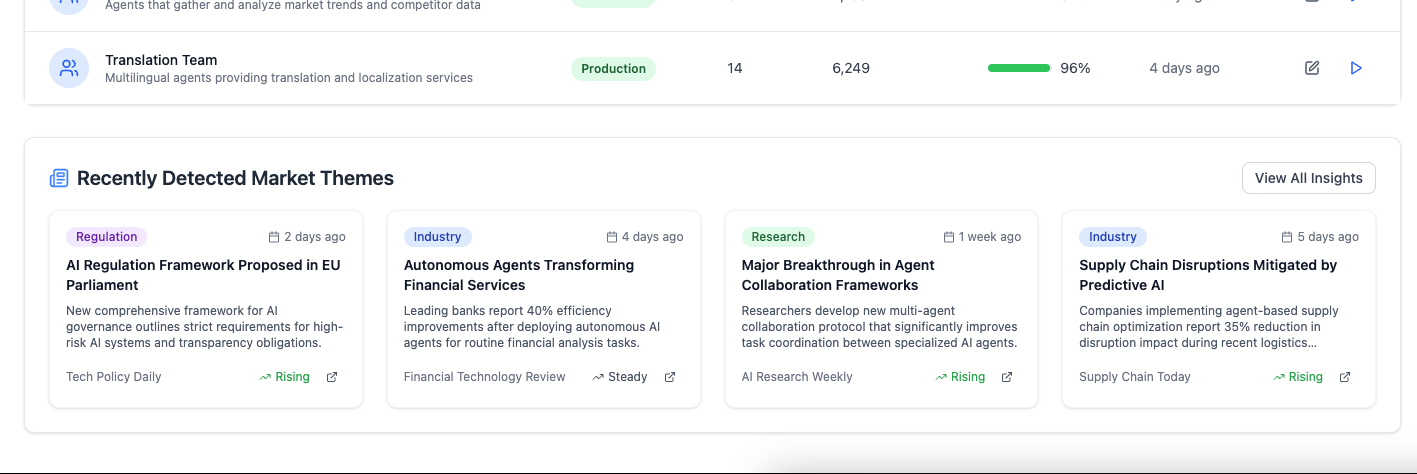 Agents that gather and analyze market trends and competitor data
Translation Team
Multilingual agents providing translation and localization services
Production
14
6,249
96%
4 days ago
Recently Detected Market Themes
View All Insights
Regulation
2 days ago
AI Regulation Framework Proposed in EU
Parliament
New comprehensive framework for AI
governance outlines strict requirements for high-
risk AI systems and transparency obligations.
Tech Policy Daily
Rising
Industry
4 days ago
Autonomous Agents Transforming
Financial Services
Leading banks report 40% efficiency
improvements after deploying autonomous AI
agents for routine financial analysis tasks.
Financial Technology Review
Steady
Research
1 week ago
Major Breakthrough in Agent
Collaboration Frameworks
Researchers develop new multi-agent
collaboration protocol that significantly improves
task coordination between specialized AI agents.
AI Research Weekly
Rising
Industry
5 days ago
Supply Chain Disruptions Mitigated by
Predictive AI
Companies implementing agent-based supply
chain optimization report 35% reduction in
disruption impact during recent logistics...
Supply Chain Today
Rising